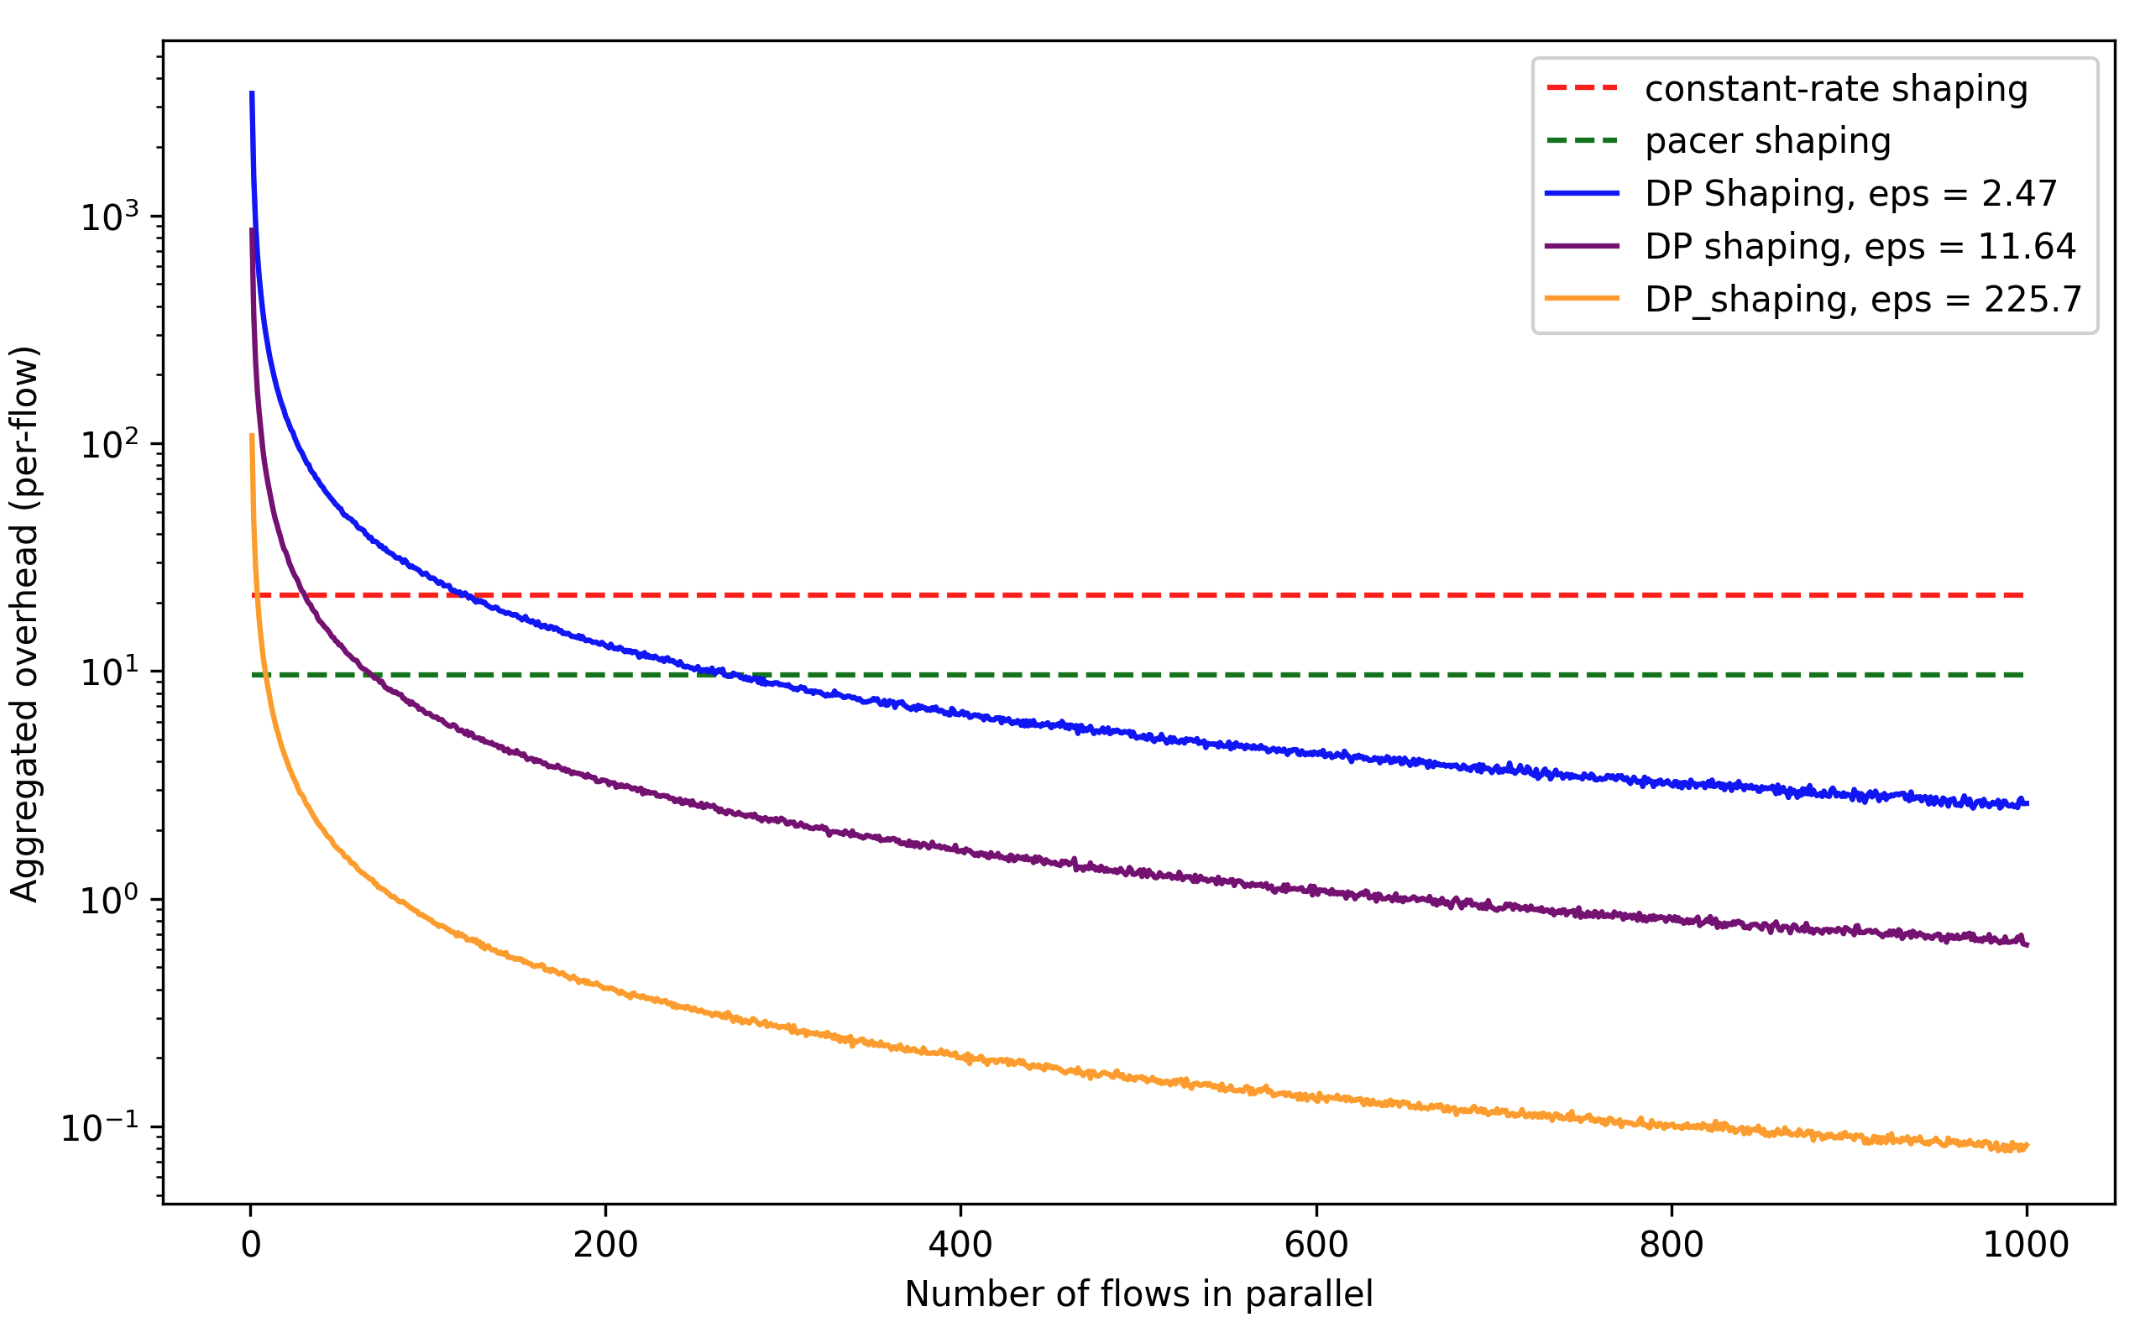 constant-rate shaping
pacer shaping
DP Shaping, eps = 2.47
DP shaping, eps = 11.64
DP_shaping, eps = 225.7
Aggregated overhead (per-flow)
10³
10²
10¹
10⁰
10⁻¹
0 200 400 600 800 1000
Number of flows in parallel